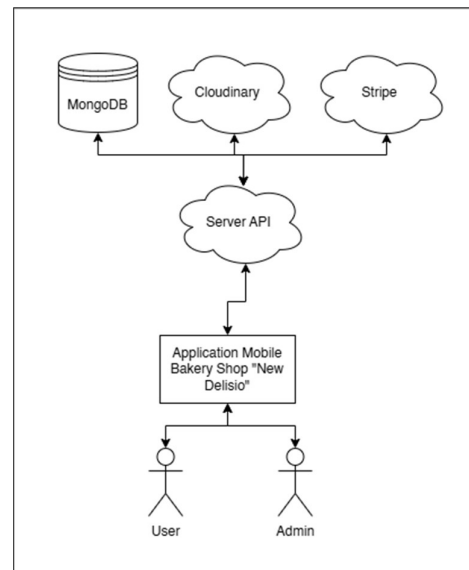 MongoDB
Cloudinary
Stripe
Server API
Application Mobile
Bakery Shop "New
Delisio"
User
Admin